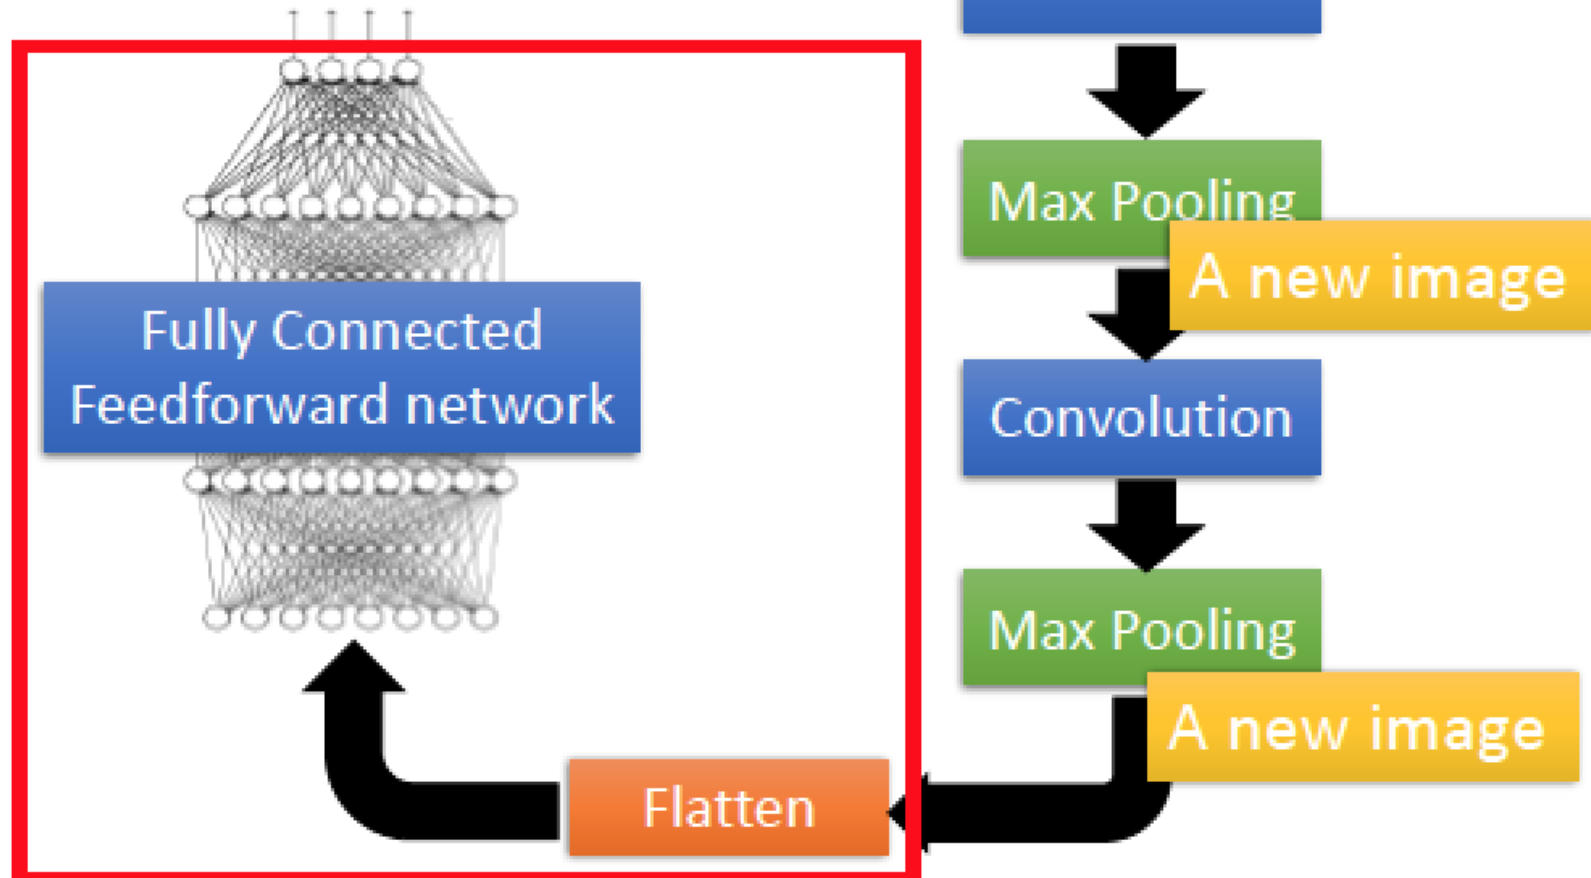 Max Pooling
A new image
Fully Connected
Feedforward network
Convolution
Max Pooling
A new image
Flatten